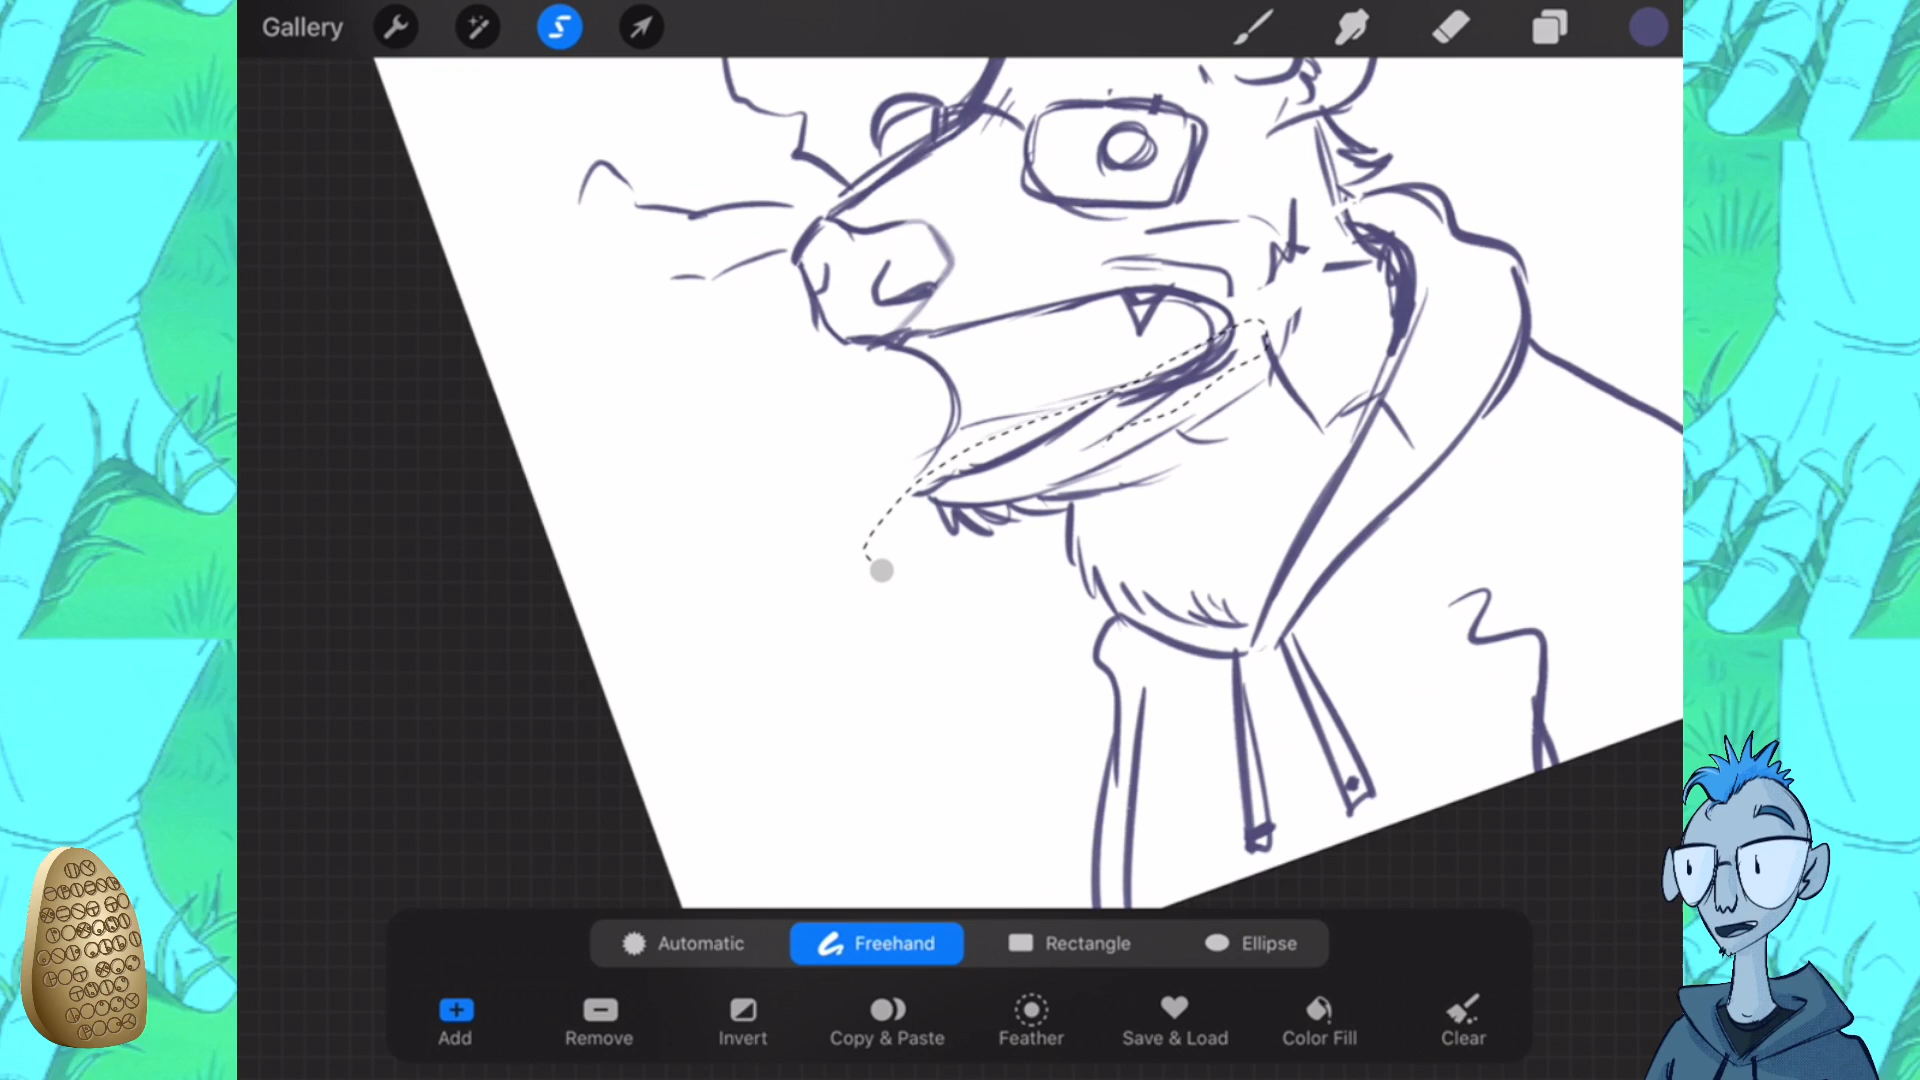 Gallery
Automatic Freehand Rectangle Ellipse
Add Remove Invert Copy & Paste Feather Save & Load Color Fill Clear